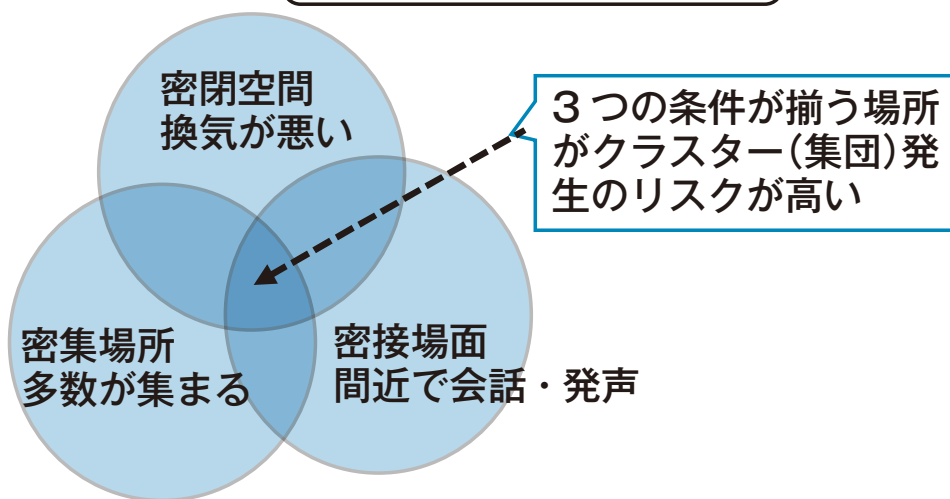 密閉空間
換気が悪い
３つの条件が揃う場所
がクラスター（集団）発
生のリスクが高い
密集場所
多数が集まる
密接場面
間近で会話・発声